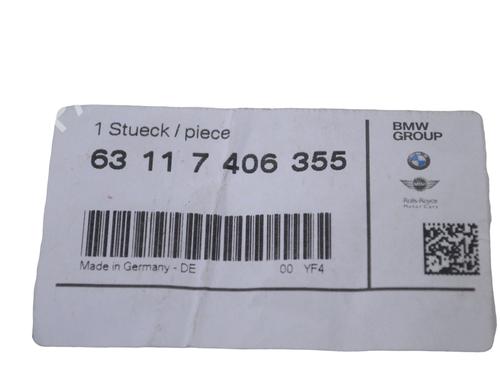 1 Stueck / piece
63 11 7 406 355
Made in Germany - DE 00 YF4
BMW
GROUP
MINI
Rolls-Royce
Motor Cars